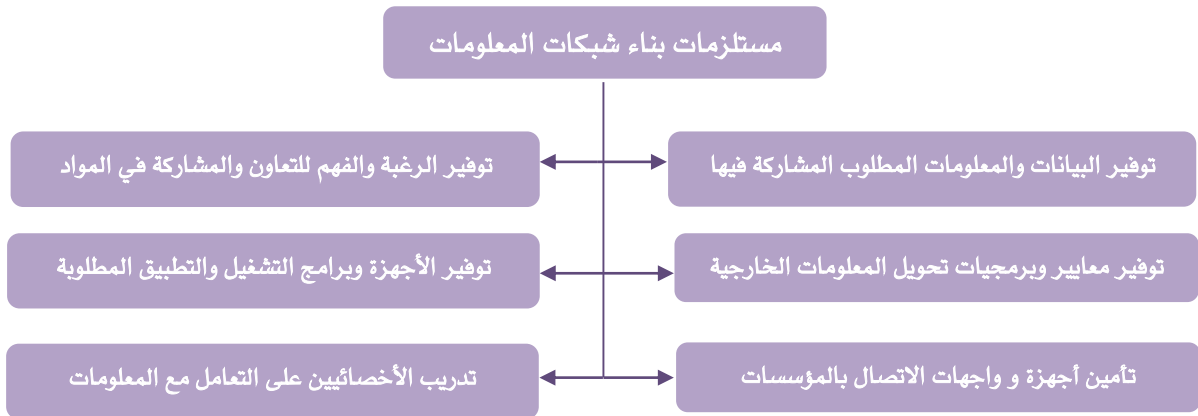 مستلزمات بناء شبكات المعلومات
توفير البيانات والمعلومات المطلوب المشاركة فيها
توفير الرغبة والفهم للتعاون والمشاركة في المواد
توفير معايير وبرمجيات تحويل المعلومات الخارجية
توفير الأجهزة وبرامج التشغيل والتطبيق المطلوبة
تأمين أجهزة و واجهات الاتصال بالمؤسسات
تدريب الأخصائيين على التعامل مع المعلومات